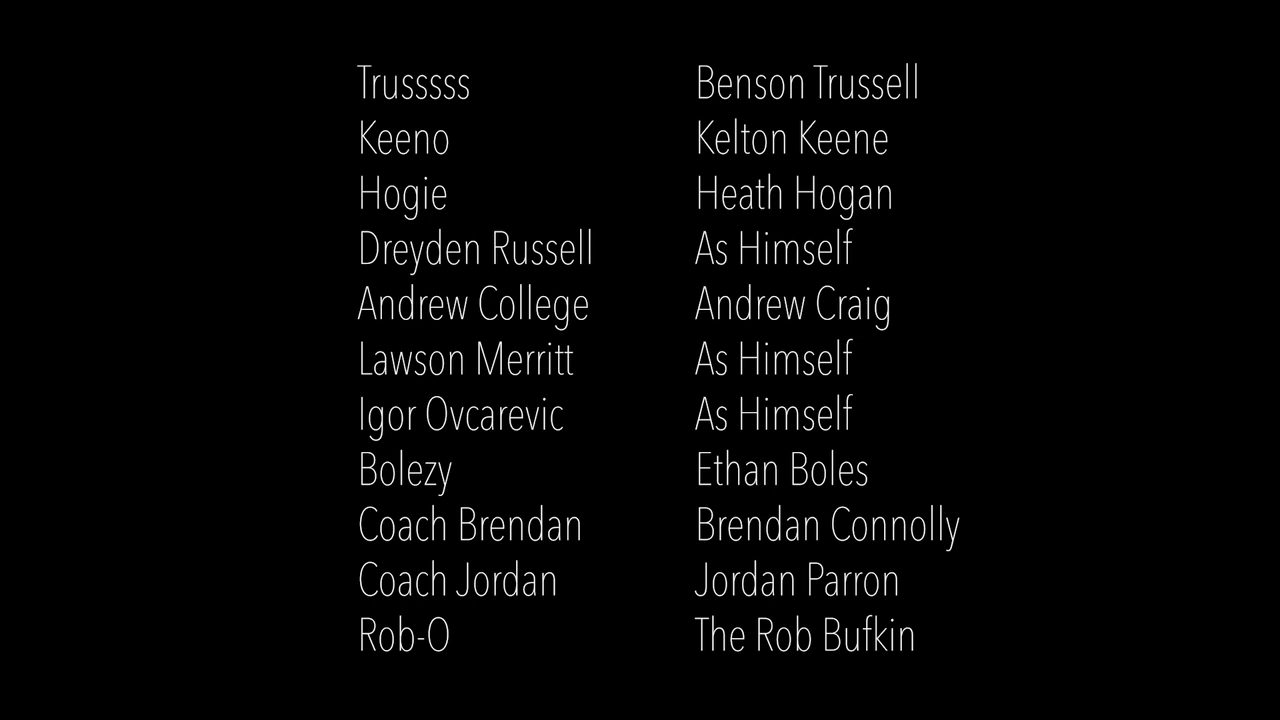 Trusssss Benson Trussell
Keeno Kelton Keene
Hogie Heath Hogan
Dreyden Russell As Himself
Andrew College Andrew Craig
Lawson Merritt As Himself
Igor Ovcarevic As Himself
Bolezy Ethan Boles
Coach Brendan Brendan Connolly
Coach Jordan Jordan Parron
Rob-O The Rob Bufkin